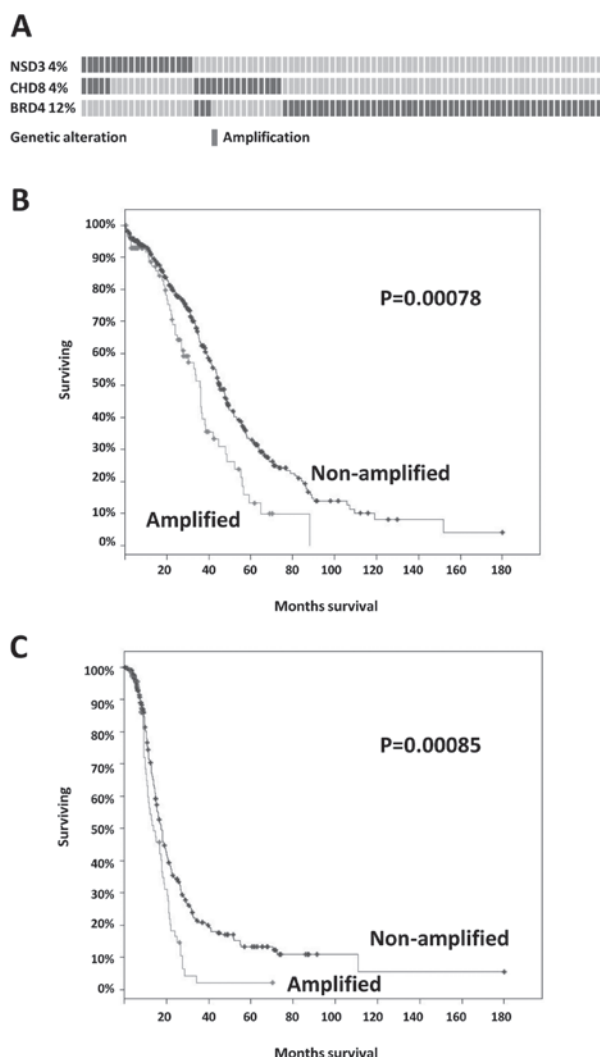 A
NSD3 4%
CHD8 4%
BRD4 12%
Genetic alteration Amplification
B
100%
90%
80%
70%
60%
50%
40%
30%
20%
10%
0%
Surviving
P=0.00078
Non-amplified
Amplified
20 40 60 80 100 120 140 160 180
Months survival
C
100%
90%
80%
70%
60%
50%
40%
30%
20%
10%
0%
Surviving
P=0.00085
Non-amplified
Amplified
20 40 60 80 100 120 140 160 180
Months survival